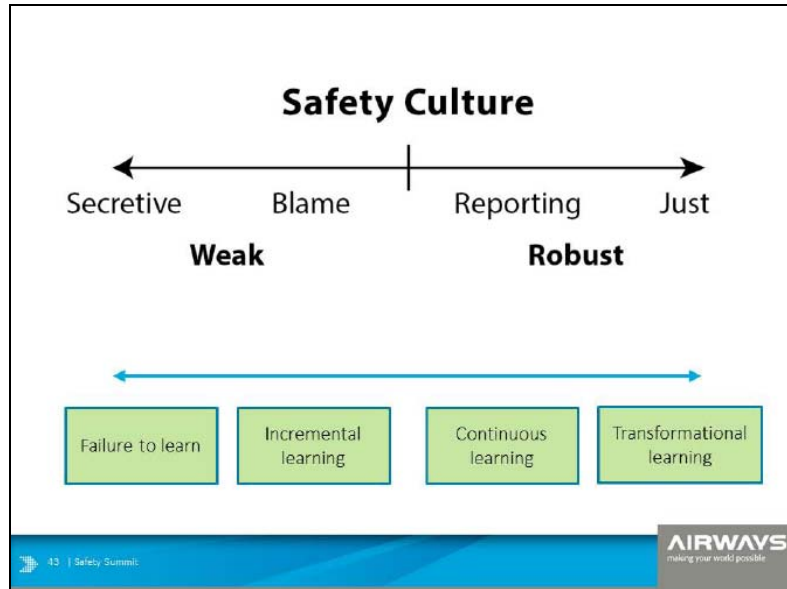 Safety Culture
Secretive Blame Reporting Just
Weak Robust
Failure to learn
Incremental
learning
Continuous
learning
Transformational
learning
43 | Safety Summit
AIRWAYS
making your world possible